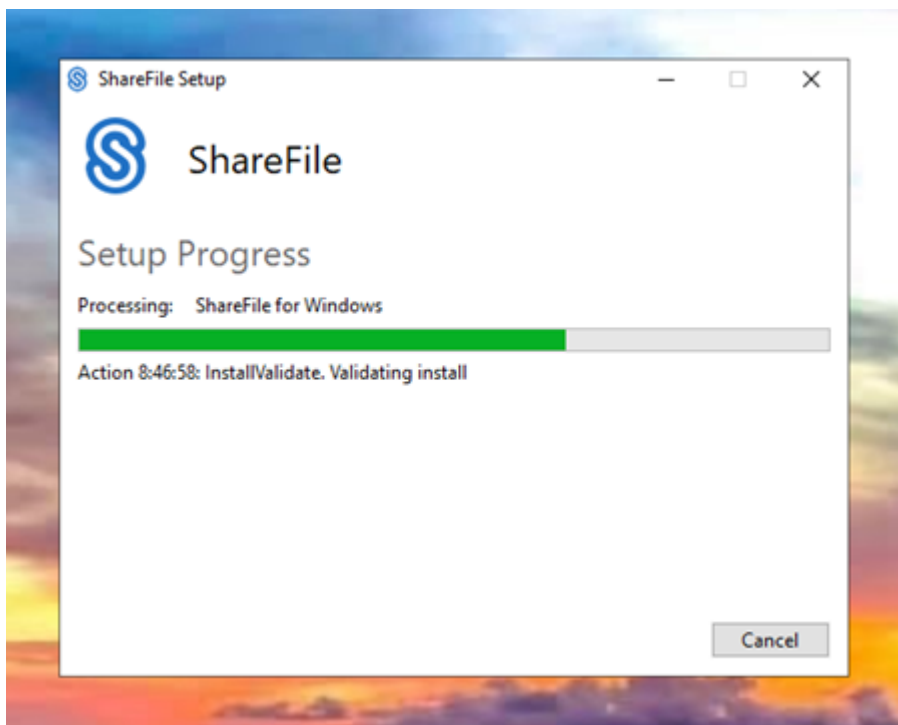 ShareFile Setup
ShareFile
Setup Progress
Processing: ShareFile for Windows
Action 8:46:58: InstallValidate. Validating install
Cancel